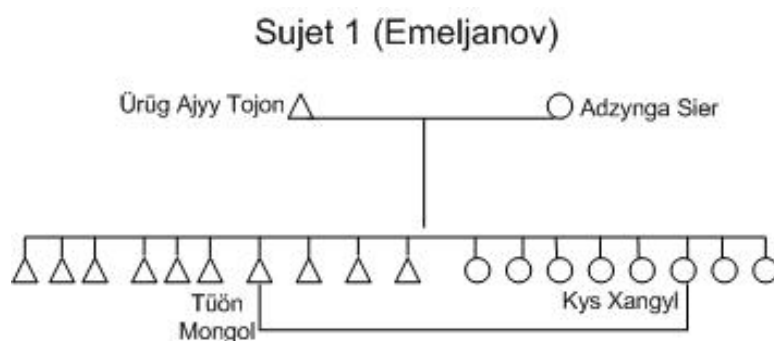 Sujet 1 (Emeljanov)
Ürüg Ajyy Tojon
Adzynga Sier
Tüön
Mongol
Kys Xangyl